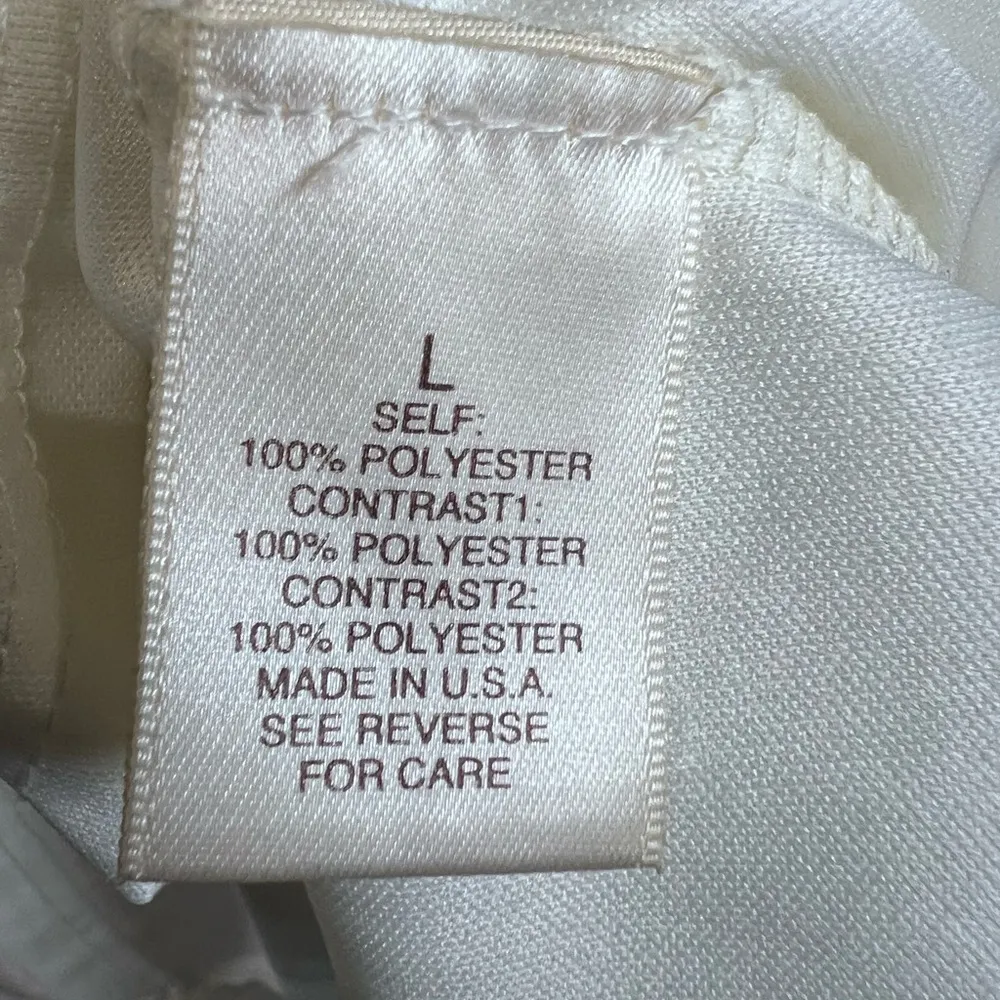 L
SELF:
100% POLYESTER
CONTRAST1:
100% POLYESTER
CONTRAST2:
100% POLYESTER
MADE IN U.S.A.
SEE REVERSE
FOR CARE